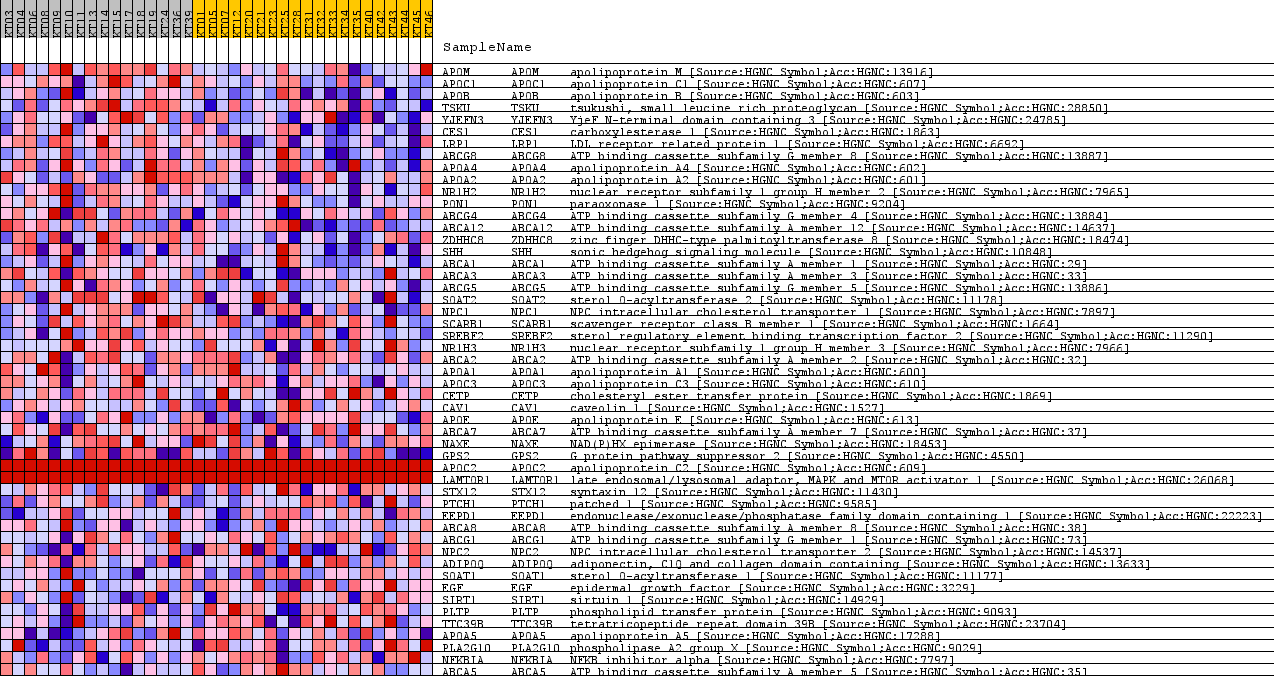 KT03 KT04 KT06 KT08 KT09 KT10 KT11 KT13 KT14 KT15 KT17 KT18 KT19 KT24 KT36 KT39 KT01 KT05 KT07 KT12 KT20 KT21 KT23 KT25 KT28 KT31 KT32 KT33 KT34 KT35 KT40 KT42 KT43 KT44 KT45 KT46
SampleName
APOM APOM apolipoprotein M [Source:HGNC Symbol;Acc:HGNC:13916]
APOC1 APOC1 apolipoprotein C1 [Source:HGNC Symbol;Acc:HGNC:607]
APOB APOB apolipoprotein B [Source:HGNC Symbol;Acc:HGNC:603]
TSKU TSKU tsukushi, small leucine rich proteoglycan [Source:HGNC Symbol;Acc:HGNC:28850]
YJEFN3 YJEFN3 YjeF N-terminal domain containing 3 [Source:HGNC Symbol;Acc:HGNC:24785]
CES1 CES1 carboxylesterase 1 [Source:HGNC Symbol;Acc:HGNC:1863]
LRP1 LRP1 LDL receptor related protein 1 [Source:HGNC Symbol;Acc:HGNC:6692]
ABCG8 ABCG8 ATP binding cassette subfamily G member 8 [Source:HGNC Symbol;Acc:HGNC:13887]
APOA4 APOA4 apolipoprotein A4 [Source:HGNC Symbol;Acc:HGNC:602]
APOA2 APOA2 apolipoprotein A2 [Source:HGNC Symbol;Acc:HGNC:601]
NR1H2 NR1H2 nuclear receptor subfamily 1 group H member 2 [Source:HGNC Symbol;Acc:HGNC:7965]
PON1 PON1 paraoxonase 1 [Source:HGNC Symbol;Acc:HGNC:9204]
ABCG4 ABCG4 ATP binding cassette subfamily G member 4 [Source:HGNC Symbol;Acc:HGNC:13884]
ABCA12 ABCA12 ATP binding cassette subfamily A member 12 [Source:HGNC Symbol;Acc:HGNC:14637]
ZDHHC8 ZDHHC8 zinc finger DHHC-type palmitoyltransferase 8 [Source:HGNC Symbol;Acc:HGNC:18474]
SHH SHH sonic hedgehog signaling molecule [Source:HGNC Symbol;Acc:HGNC:10848]
ABCA1 ABCA1 ATP binding cassette subfamily A member 1 [Source:HGNC Symbol;Acc:HGNC:29]
ABCA3 ABCA3 ATP binding cassette subfamily A member 3 [Source:HGNC Symbol;Acc:HGNC:33]
ABCG5 ABCG5 ATP binding cassette subfamily G member 5 [Source:HGNC Symbol;Acc:HGNC:13886]
SOAT2 SOAT2 sterol O-acyltransferase 2 [Source:HGNC Symbol;Acc:HGNC:11178]
NPC1 NPC1 NPC intracellular cholesterol transporter 1 [Source:HGNC Symbol;Acc:HGNC:7897]
SCARB1 SCARB1 scavenger receptor class B member 1 [Source:HGNC Symbol;Acc:HGNC:1664]
SREBF2 SREBF2 sterol regulatory element binding transcription factor 2 [Source:HGNC Symbol;Acc:HGNC:11290]
NR1H3 NR1H3 nuclear receptor subfamily 1 group H member 3 [Source:HGNC Symbol;Acc:HGNC:7966]
ABCA2 ABCA2 ATP binding cassette subfamily A member 2 [Source:HGNC Symbol;Acc:HGNC:32]
APOA1 APOA1 apolipoprotein A1 [Source:HGNC Symbol;Acc:HGNC:600]
APOC3 APOC3 apolipoprotein C3 [Source:HGNC Symbol;Acc:HGNC:610]
CETP CETP cholesteryl ester transfer protein [Source:HGNC Symbol;Acc:HGNC:1869]
CAV1 CAV1 caveolin 1 [Source:HGNC Symbol;Acc:HGNC:1527]
APOE APOE apolipoprotein E [Source:HGNC Symbol;Acc:HGNC:613]
ABCA7 ABCA7 ATP binding cassette subfamily A member 7 [Source:HGNC Symbol;Acc:HGNC:37]
NAXE NAXE NAD(P)HX epimerase [Source:HGNC Symbol;Acc:HGNC:18453]
GPS2 GPS2 G protein pathway suppressor 2 [Source:HGNC Symbol;Acc:HGNC:4550]
APOC2 APOC2 apolipoprotein C2 [Source:HGNC Symbol;Acc:HGNC:609]
LAMTOR1 LAMTOR1 late endosomal/lysosomal adaptor, MAPK and MTOR activator 1 [Source:HGNC Symbol;Acc:HGNC:26068]
STX12 STX12 syntaxin 12 [Source:HGNC Symbol;Acc:HGNC:11430]
PTCH1 PTCH1 patched 1 [Source:HGNC Symbol;Acc:HGNC:9585]
EEPD1 EEPD1 endonuclease/exonuclease/phosphatase family domain containing 1 [Source:HGNC Symbol;Acc:HGNC:22223]
ABCA8 ABCA8 ATP binding cassette subfamily A member 8 [Source:HGNC Symbol;Acc:HGNC:38]
ABCG1 ABCG1 ATP binding cassette subfamily G member 1 [Source:HGNC Symbol;Acc:HGNC:73]
NPC2 NPC2 NPC intracellular cholesterol transporter 2 [Source:HGNC Symbol;Acc:HGNC:14537]
ADIPOQ ADIPOQ adiponectin, C1Q and collagen domain containing [Source:HGNC Symbol;Acc:HGNC:13633]
SOAT1 SOAT1 sterol O-acyltransferase 1 [Source:HGNC Symbol;Acc:HGNC:11177]
EGF EGF epidermal growth factor [Source:HGNC Symbol;Acc:HGNC:3229]
SIRT1 SIRT1 sirtuin 1 [Source:HGNC Symbol;Acc:HGNC:14929]
PLTP PLTP phospholipid transfer protein [Source:HGNC Symbol;Acc:HGNC:9093]
TTC39B TTC39B tetratricopeptide repeat domain 39B [Source:HGNC Symbol;Acc:HGNC:23704]
APOA5 APOA5 apolipoprotein A5 [Source:HGNC Symbol;Acc:HGNC:17288]
PLA2G10 PLA2G10 phospholipase A2 group X [Source:HGNC Symbol;Acc:HGNC:9029]
NFKBIA NFKBIA NFKB inhibitor alpha [Source:HGNC Symbol;Acc:HGNC:7797]
ABCA5 ABCA5 ATP binding cassette subfamily A member 5 [Source:HGNC Symbol;Acc:HGNC:35]